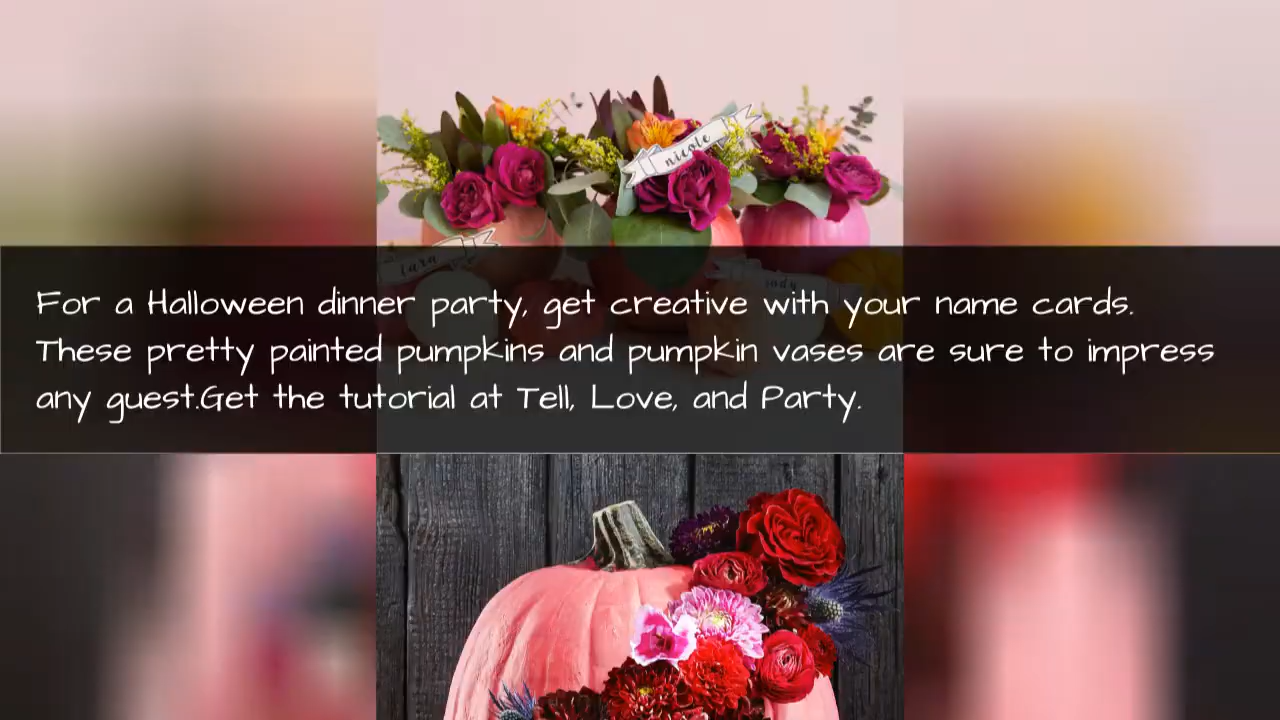 nicole
tara
For a Halloween dinner party, get creative with your name cards.
These pretty painted pumpkins and pumpkin vases are sure to impress
any guest.Get the tutorial at Tell, Love, and Party.